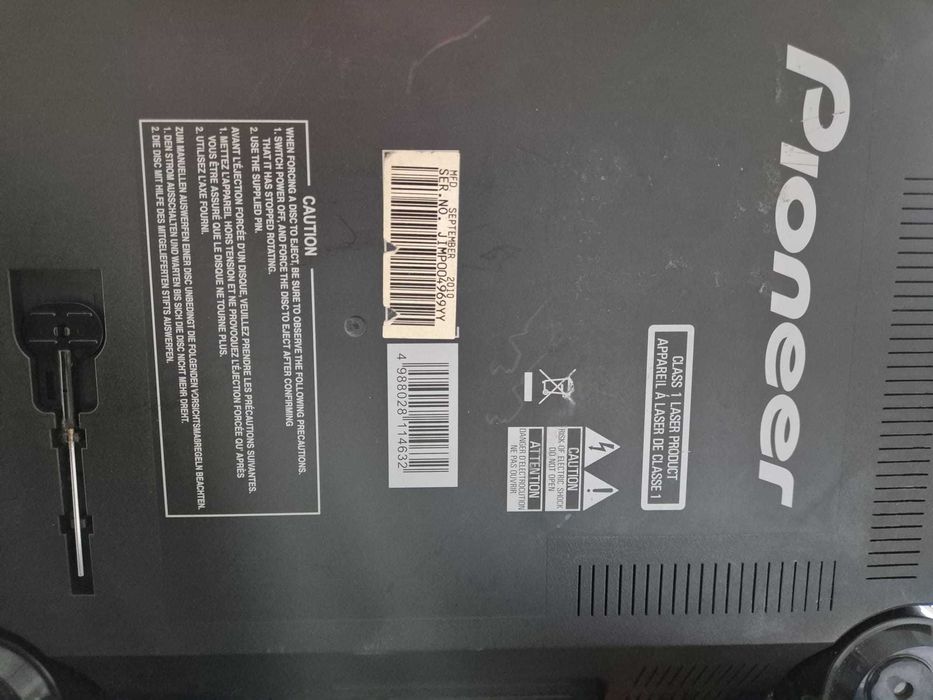 Pioneer
CLASS 1 LASER PRODUCT
APPAREIL À LASER DE CLASSE 1
CAUTION
RISK OF ELECTRIC SHOCK
DO NOT OPEN
ATTENTION
DANGER D'ELECTROCUTION
NE PAS OUVRIR
MFD. SEPTEMBER 2010
SER.NO. JIMP004969YY
4 988028 114632
CAUTION
WHEN FORCING A DISC TO EJECT, BE SURE TO OBSERVE THE FOLLOWING PRECAUTIONS.
1. SWITCH POWER OFF, AND FORCE THE DISC TO EJECT AFTER CONFIRMING
THAT IT HAS STOPPED ROTATING.
2. USE THE SUPPLIED PIN.
AVANT L'ÉJECTION FORCÉE D'UN DISQUE, VEUILLEZ PRENDRE LES PRÉCAUTIONS SUIVANTES.
1. METTEZ L'APPAREIL HORS TENSION ET NE PROVOQUEZ L'ÉJECTION FORCÉE QU'APRÈS
VOUS ÊTRE ASSURÉ QUE LE DISQUE NE TOURNE PLUS.
2. UTILISEZ L'AXE FOURNI.
ZUM MANUELLEN AUSWERFEN EINER DISC UNBEDINGT DIE FOLGENDEN VORSICHTSMAßREGELN BEACHTEN.
1. DEN STROM AUSSCHALTEN UND WARTEN BIS SICH DIE DISC NICHT MEHR DREHT.
2. DIE DISC MIT HILFE DES MITGELIEFERTEN STIFTS AUSWERFEN.